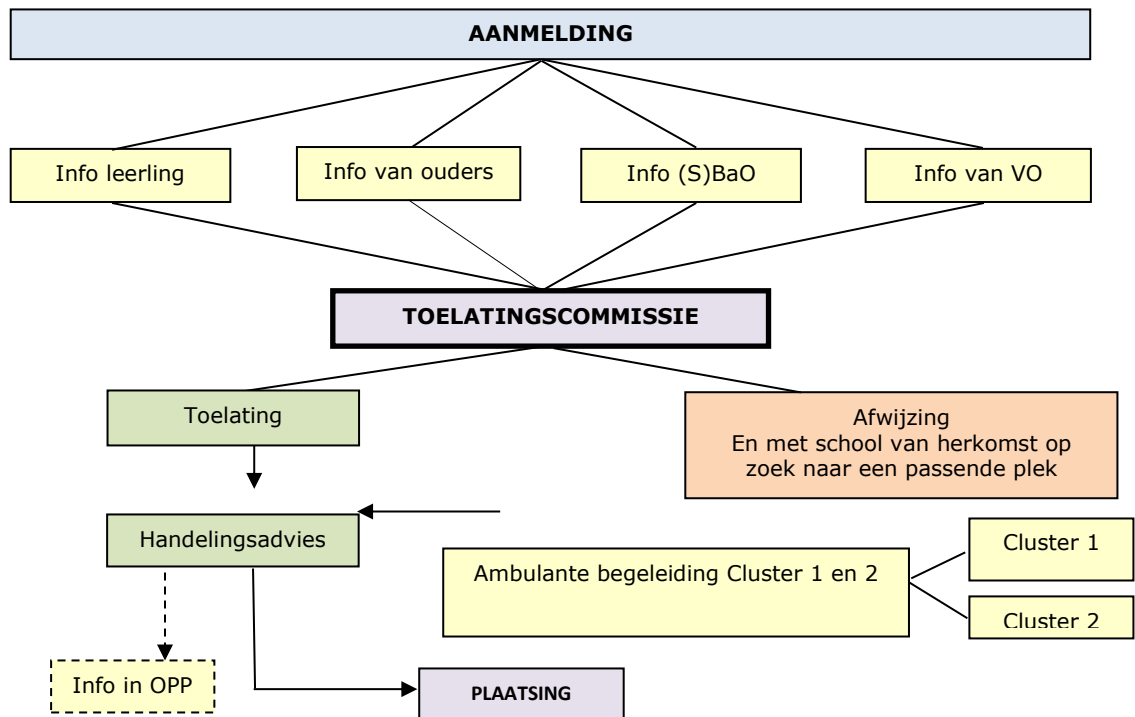 AANMELDING
Info leerling
Info van ouders
Info (S)BaO
Info van VO
TOELATINGSCOMMISSIE
Toelating
Afwijzing
En met school van herkomst op
zoek naar een passende plek
Handelingsadvies
Ambulante begeleiding Cluster 1 en 2
Cluster 1
Cluster 2
Info in OPP
PLAATSING